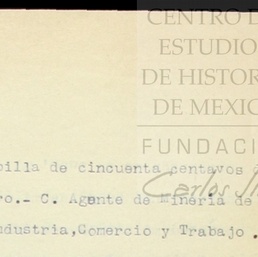 CENTRO D
ESTUDIO
DE HISTOR
DE MEXIC
FUNDACI
Carlos
pilla de cincuenta centavos
ro.- C. Agente de Minería de
ndustria,Comercio y Trabajo .